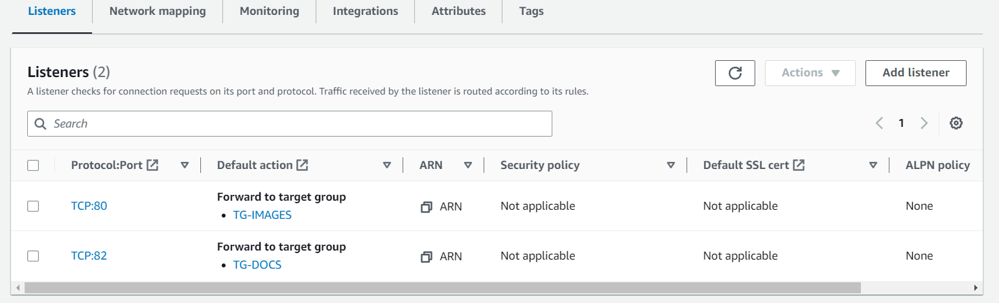 Listeners Network mapping Monitoring Integrations Attributes Tags
Listeners (2)
Actions Add listener
A listener checks for connection requests on its port and protocol. Traffic received by the listener is routed according to its rules.
Search
1
Protocol:Port Default action ARN Security policy Default SSL cert ALPN policy
Forward to target group
TCP:80 ARN Not applicable Not applicable None
• TG-IMAGES
Forward to target group
TCP:82 ARN Not applicable Not applicable None
• TG-DOCS